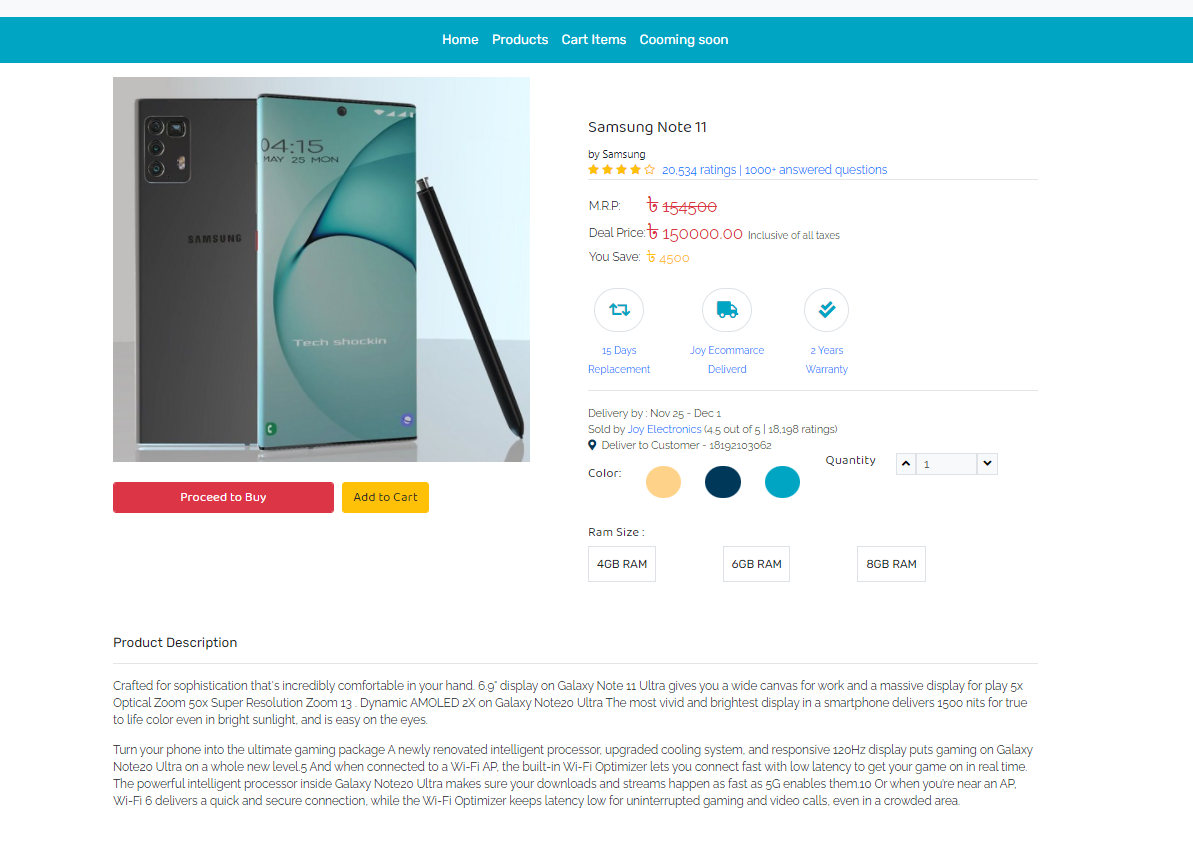 Home Products Cart Items Cooming soon
04:15
MAY 25 MON
SAMSUNG
Tech shockin
Proceed to Buy
Add to Cart
Samsung Note 11
by Samsung
20,534 ratings | 1000+ answered questions
M.R.P: ৳ 154500
Deal Price: ৳ 150000.00 Inclusive of all taxes
You Save: ৳ 4500
15 Days
Replacement
Joy Ecommarce
Deliverd
2 Years
Warranty
Delivery by : Nov 25 - Dec 1
Sold by Joy Electronics (4.5 out of 5 | 18,198 ratings)
Deliver to Customer - 18192103062
Color:
Quantity 1
Ram Size :
4GB RAM 6GB RAM 8GB RAM
Product Description
Crafted for sophistication that's incredibly comfortable in your hand. 6.9" display on Galaxy Note 11 Ultra gives you a wide canvas for work and a massive display for play 5x
Optical Zoom 50x Super Resolution Zoom 13 . Dynamic AMOLED 2X on Galaxy Note20 Ultra The most vivid and brightest display in a smartphone delivers 1500 nits for true
to life color even in bright sunlight, and is easy on the eyes.
Turn your phone into the ultimate gaming package A newly renovated intelligent processor, upgraded cooling system, and responsive 120Hz display puts gaming on Galaxy
Note20 Ultra on a whole new level.5 And when connected to a Wi-Fi AP, the built-in Wi-Fi Optimizer lets you connect fast with low latency to get your game on in real time.
The powerful intelligent processor inside Galaxy Note20 Ultra makes sure your downloads and streams happen as fast as 5G enables them.10 Or when you're near an AP,
Wi-Fi 6 delivers a quick and secure connection, while the Wi-Fi Optimizer keeps latency low for uninterrupted gaming and video calls, even in a crowded area.